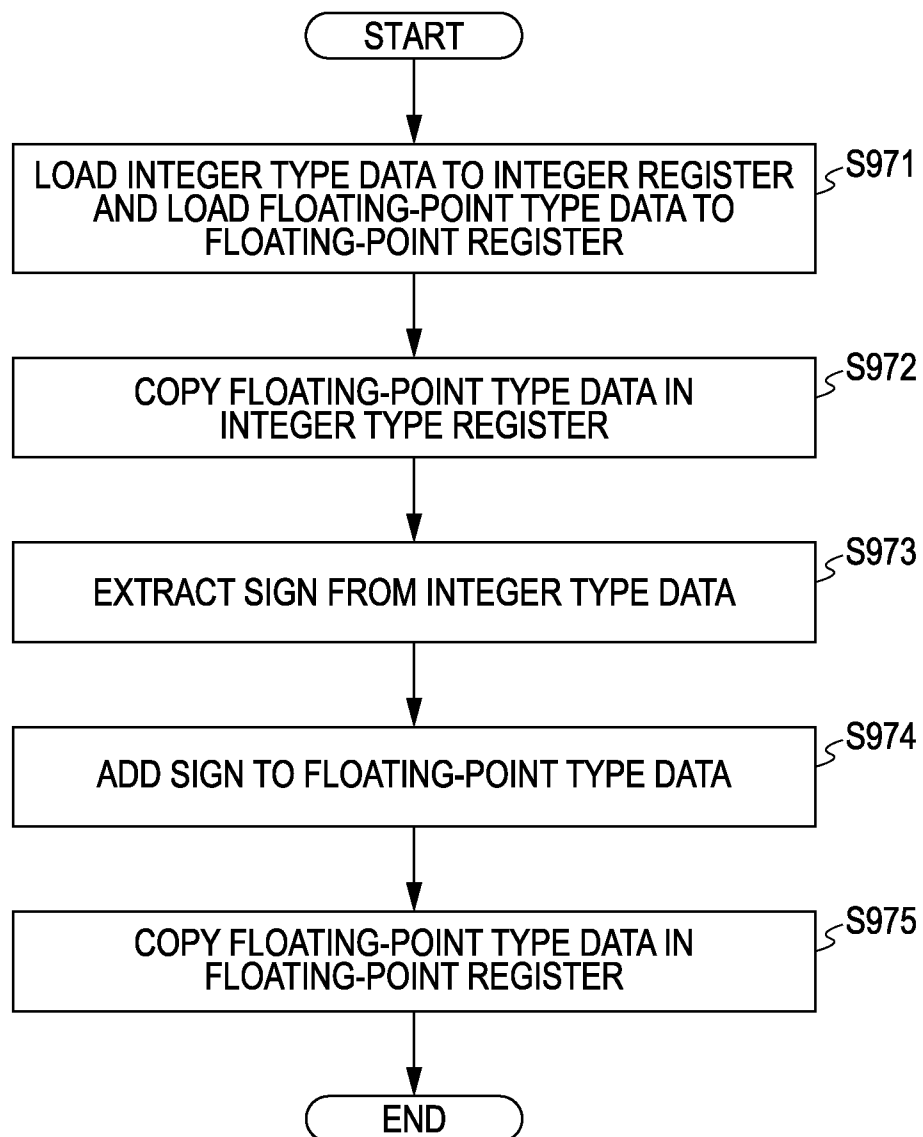 START
LOAD INTEGER TYPE DATA TO INTEGER REGISTER
AND LOAD FLOATING-POINT TYPE DATA TO
FLOATING-POINT REGISTER
S971
COPY FLOATING-POINT TYPE DATA IN
INTEGER TYPE REGISTER
S972
EXTRACT SIGN FROM INTEGER TYPE DATA
S973
ADD SIGN TO FLOATING-POINT TYPE DATA
S974
COPY FLOATING-POINT TYPE DATA IN
FLOATING-POINT REGISTER
S975
END